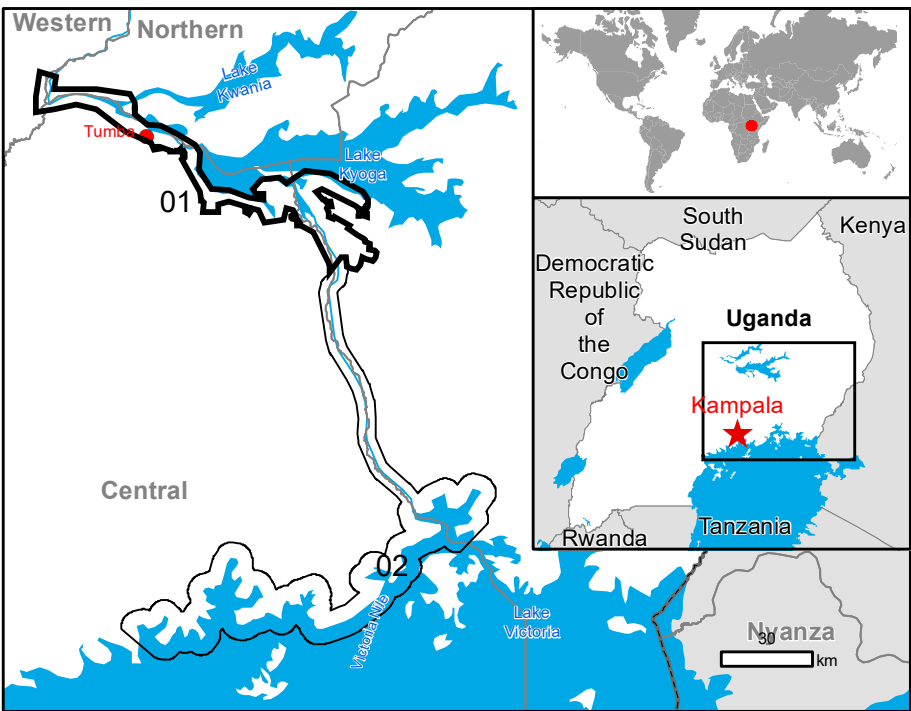 Western
Northern
Lake
Kwania
Tumba
Lake
Kyoga
01
Central
02
Victoria Nile
Lake
Victoria
Nyanza
30
km
South
Sudan
Kenya
Democratic
Republic
of
the
Congo
Uganda
Kampala
Tanzania
Rwanda